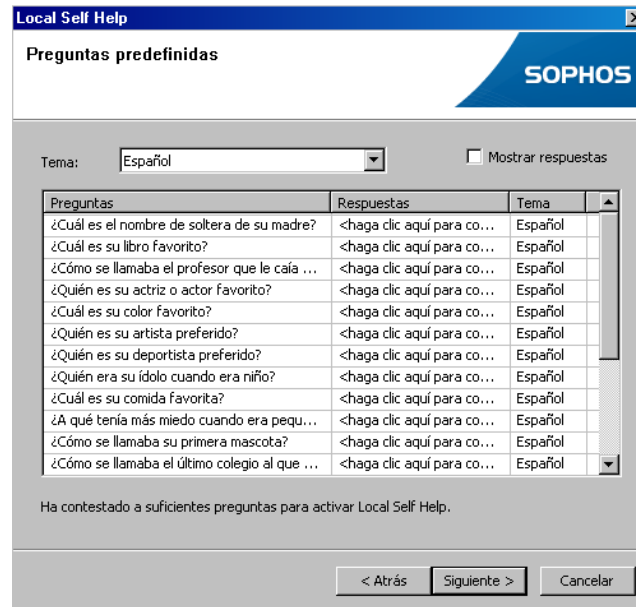 Local Self Help
Preguntas predefinidas
SOPHOS
Tema: Español Mostrar respuestas
Preguntas Respuestas Tema
¿Cuál es el nombre de soltera de su madre? <haga clic aquí para co... Español
¿Cuál es su libro favorito? <haga clic aquí para co... Español
¿Cómo se llamaba el profesor que le caía ... <haga clic aquí para co... Español
¿Quién es su actriz o actor favorito? <haga clic aquí para co... Español
¿Cuál es su color favorito? <haga clic aquí para co... Español
¿Quién es su artista preferido? <haga clic aquí para co... Español
¿Quién es su deportista preferido? <haga clic aquí para co... Español
¿Quién era su ídolo cuando era niño? <haga clic aquí para co... Español
¿Cuál es su comida favorita? <haga clic aquí para co... Español
¿A qué tenía más miedo cuando era pequ... <haga clic aquí para co... Español
¿Cómo se llamaba su primera mascota? <haga clic aquí para co... Español
¿Cómo se llamaba el último colegio al que ... <haga clic aquí para co... Español
Ha contestado a suficientes preguntas para activar Local Self Help.
< Atrás Siguiente > Cancelar